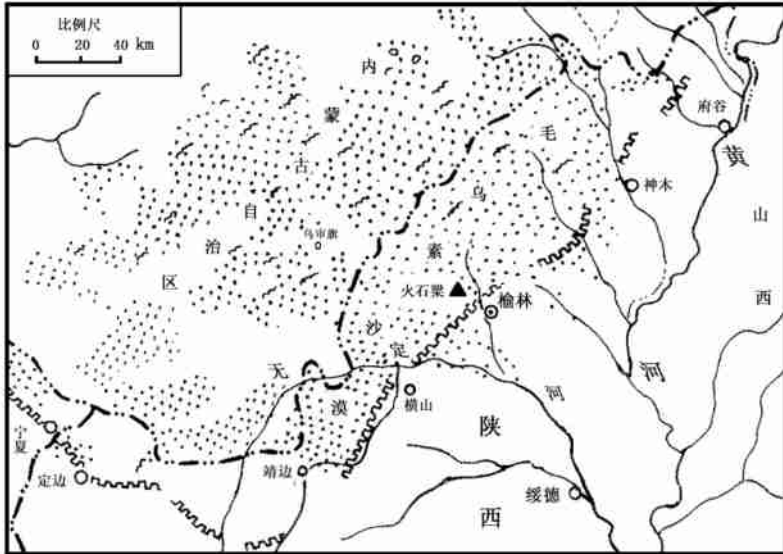 比例尺
0 20 40 km
内
蒙
古
自
治
区
乌审旗
毛
乌
素
沙
漠
府谷
黄
河
神木
山
西
火石梁
榆林
无
定
河
横山
陕
西
宁
夏
定边
靖边
绥德